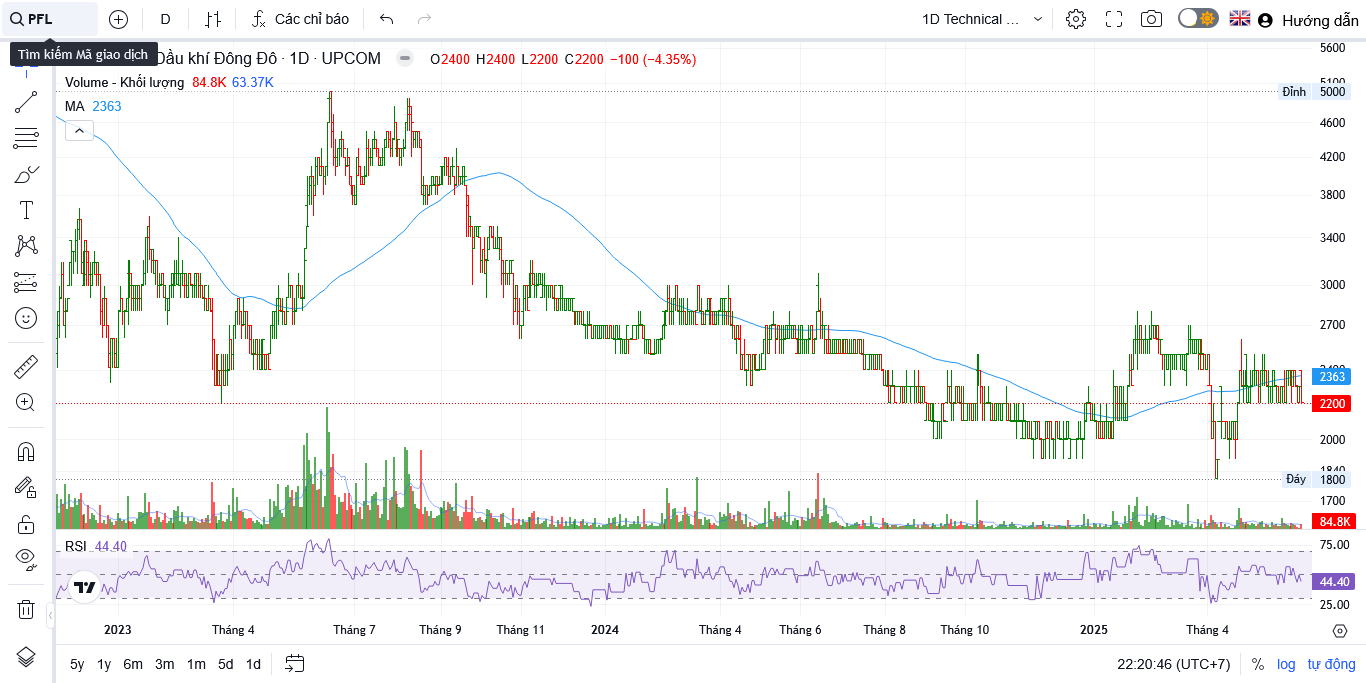 PFL
D
Các chỉ báo
1D Technical ...
Hướng dẫn
Tìm kiếm Mã giao dịch
Dầu khí Đông Đô · 1D · UPCOM
O2400 H2400 L2200 C2200 −100 (−4.35%)
Volume - Khối lượng 84.8K 63.37K
MA 2363
5600
5100
Đỉnh 5000
4600
4200
3800
3400
3000
2700
2400
2363
2200
2000
1840
Đáy 1800
1700
84.8K
RSI 44.40
75.00
44.40
25.00
2023 Tháng 4 Tháng 7 Tháng 9 Tháng 11 2024 Tháng 4 Tháng 6 Tháng 8 Tháng 10 2025 Tháng 4
5y 1y 6m 3m 1m 5d 1d
22:20:46 (UTC+7) % log tự động